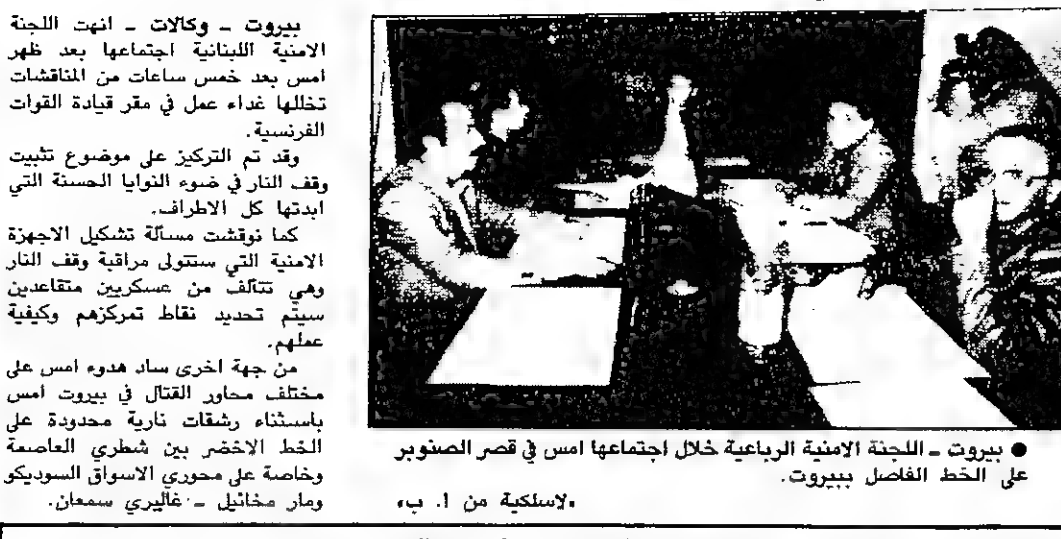 بيروت ـ وكالات ـ انهت اللجنة
الامنية اللبنانية اجتماعها بعد ظهر
امس بعد خمس ساعات من المناقشات
تخللها غداء عمل في مقر قيادة القوات
الفرنسية.
وقد تم التركيز على موضوع تثبيت
وقف النار في ضوء النوايا الحسنة التي
ابدتها كل الاطراف.
كما نوقشت مسألة تشكيل الاجهزة
الامنية التي ستتولى مراقبة وقف النار
وهي تتألف من عسكريين متقاعدين
سيتم تحديد نقاط تمركزهم وكيفية
عملهم.
من جهة اخرى ساد هدوء امس على
مختلف محاور القتال في بيروت امس
باستثناء رشقات نارية محدودة على
الخط الاخضر بين شطري العاصمة
وخاصة على محوري الاسواق السوديكو
ومار مخائيل ـ غاليري سمعان.
● بيروت ـ اللجنة الامنية الرباعية خلال اجتماعها امس في قصر الصنوبر
على الخط الفاصل ببيروت.
«لاسلكية من ا. ب»